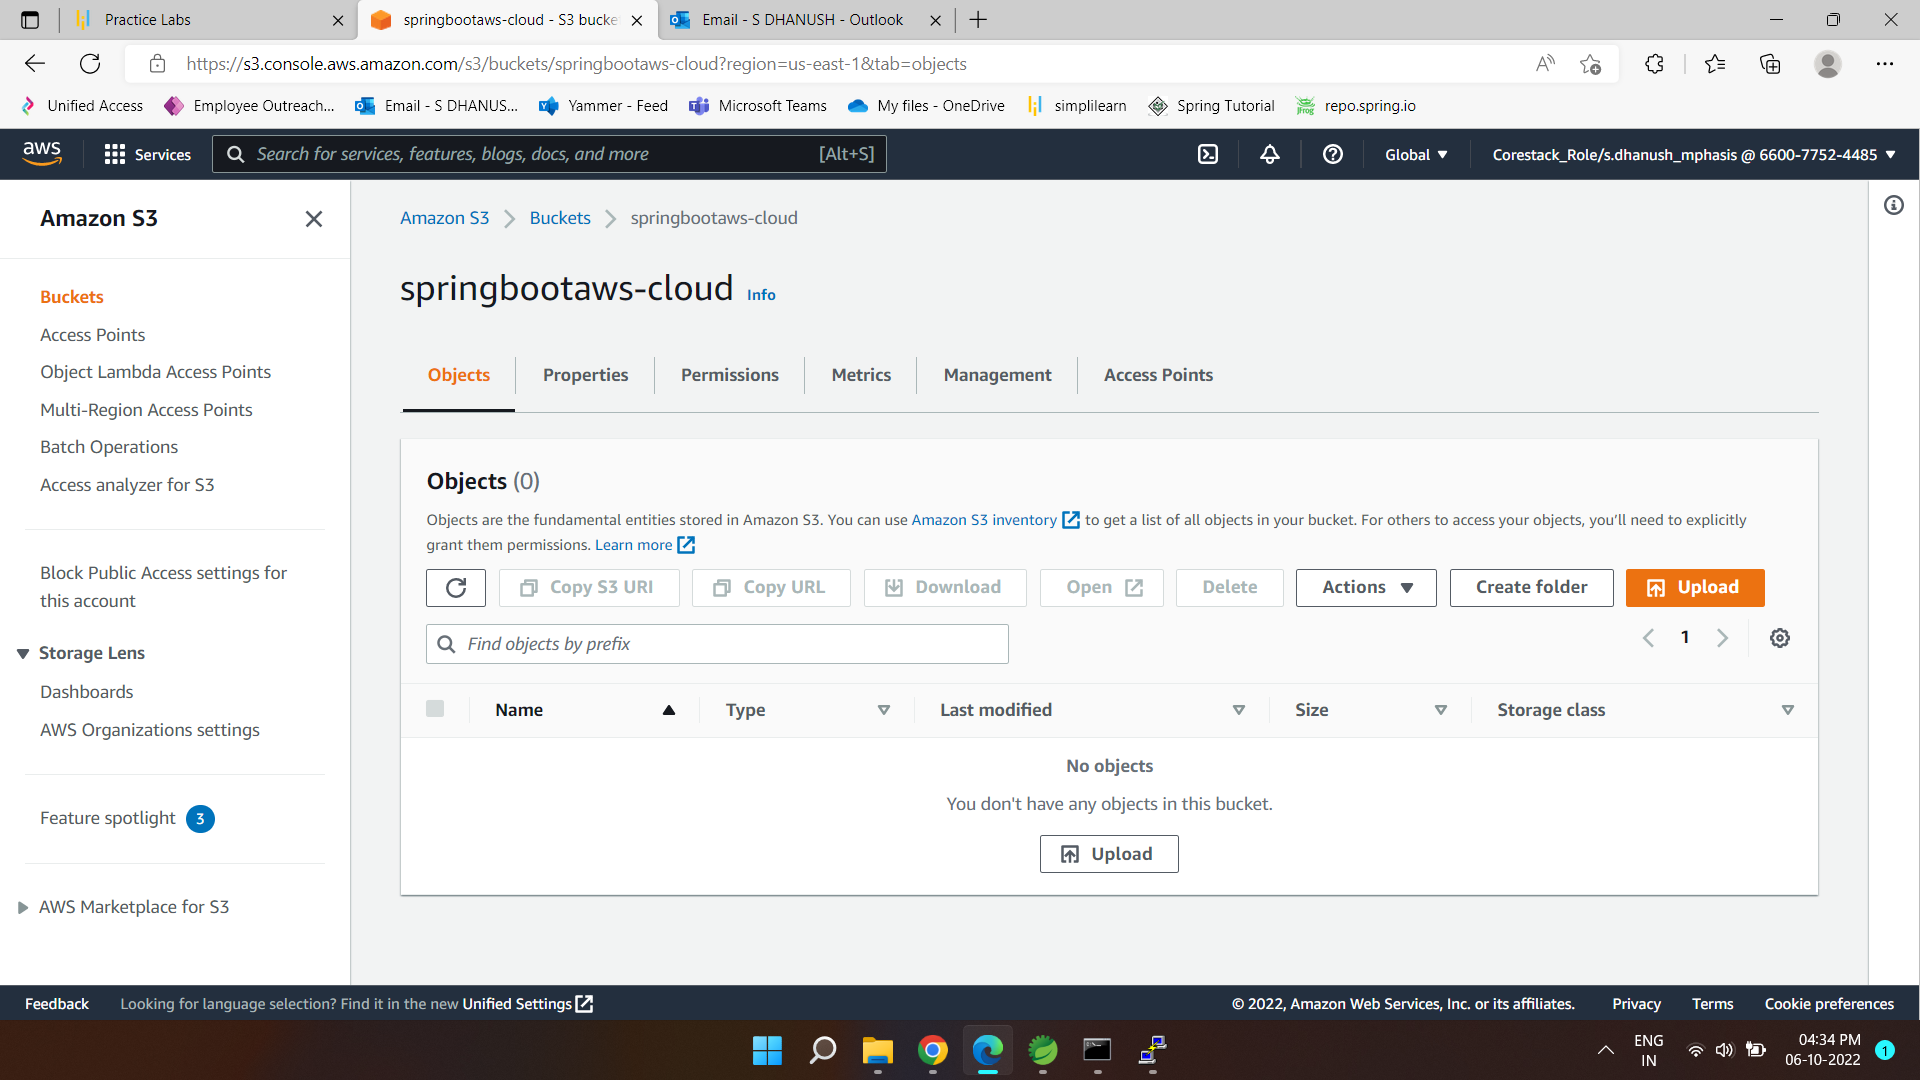 Practice Labs
springbootaws-cloud - S3 bucke
Email - S DHANUSH - Outlook
https://s3.console.aws.amazon.com/s3/buckets/springbootaws-cloud?region=us-east-1&tab=objects
Unified Access
Employee Outreach...
Email - S DHANUS...
Yammer - Feed
Microsoft Teams
My files - OneDrive
simplilearn
Spring Tutorial
repo.spring.io
aws
Services
Search for services, features, blogs, docs, and more
[Alt+S]
Global
Corestack_Role/s.dhanush_mphasis @ 6600-7752-4485
Amazon S3
Buckets
Access Points
Object Lambda Access Points
Multi-Region Access Points
Batch Operations
Access analyzer for S3
Block Public Access settings for
this account
Storage Lens
Dashboards
AWS Organizations settings
Feature spotlight 3
AWS Marketplace for S3
Amazon S3
Buckets
springbootaws-cloud
springbootaws-cloud Info
Objects
Properties
Permissions
Metrics
Management
Access Points
Objects (0)
Objects are the fundamental entities stored in Amazon S3. You can use Amazon S3 inventory to get a list of all objects in your bucket. For others to access your objects, you'll need to explicitly
grant them permissions. Learn more
Copy S3 URI
Copy URL
Download
Open
Delete
Actions
Create folder
Upload
Find objects by prefix
1
Name
Type
Last modified
Size
Storage class
No objects
You don't have any objects in this bucket.
Upload
Feedback
Looking for language selection? Find it in the new Unified Settings
© 2022, Amazon Web Services, Inc. or its affiliates.
Privacy
Terms
Cookie preferences
ENG
IN
04:34 PM
06-10-2022
1